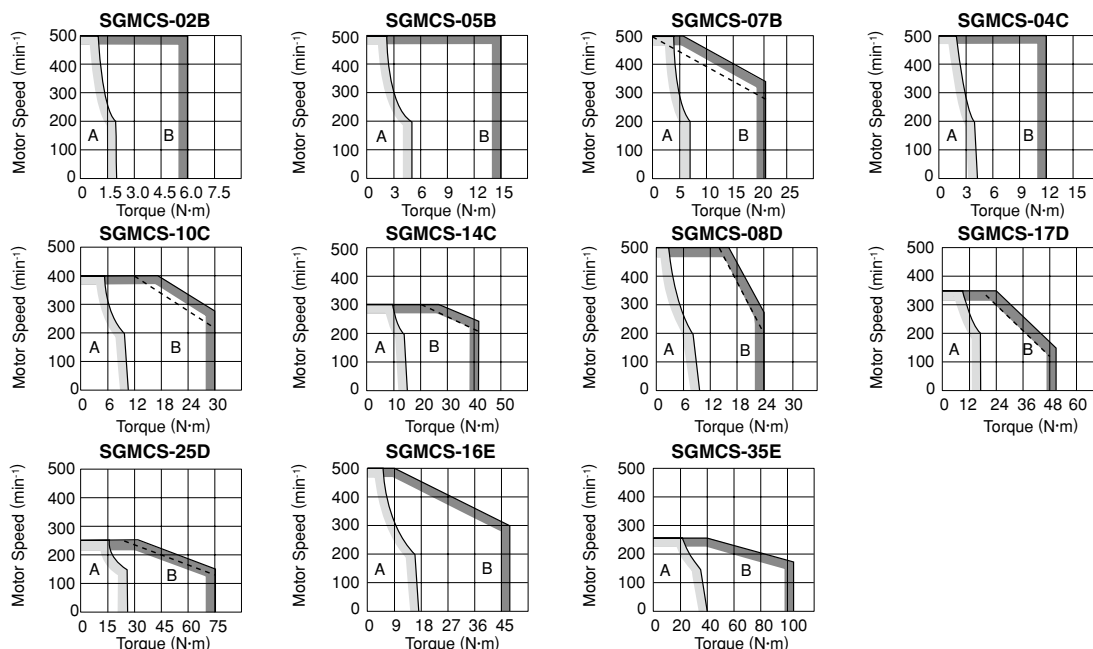 SGMCS-02B
Motor Speed (min⁻¹)
500
400
300
200
100
0
A
B
0 1.5 3.0 4.5 6.0 7.5
Torque (N·m)
SGMCS-05B
Motor Speed (min⁻¹)
500
400
300
200
100
0
A
B
0 3 6 9 12 15
Torque (N·m)
SGMCS-07B
Motor Speed (min⁻¹)
500
400
300
200
100
0
A
B
0 5 10 15 20 25
Torque (N·m)
SGMCS-04C
Motor Speed (min⁻¹)
500
400
300
200
100
0
A
B
0 3 6 9 12 15
Torque (N·m)
SGMCS-10C
Motor Speed (min⁻¹)
500
400
300
200
100
0
A
B
0 6 12 18 24 30
Torque (N·m)
SGMCS-14C
Motor Speed (min⁻¹)
500
400
300
200
100
0
A
B
0 10 20 30 40 50
Torque (N·m)
SGMCS-08D
Motor Speed (min⁻¹)
500
400
300
200
100
0
A
B
0 6 12 18 24 30
Torque (N·m)
SGMCS-17D
Motor Speed (min⁻¹)
500
400
300
200
100
0
A
B
0 12 24 36 48 60
Torque (N·m)
SGMCS-25D
Motor Speed (min⁻¹)
500
400
300
200
100
0
A
B
0 15 30 45 60 75
Torque (N·m)
SGMCS-16E
Motor Speed (min⁻¹)
500
400
300
200
100
0
A
B
0 9 18 27 36 45
Torque (N·m)
SGMCS-35E
Motor Speed (min⁻¹)
500
400
300
200
100
0
A
B
0 20 40 60 80 100
Torque (N·m)